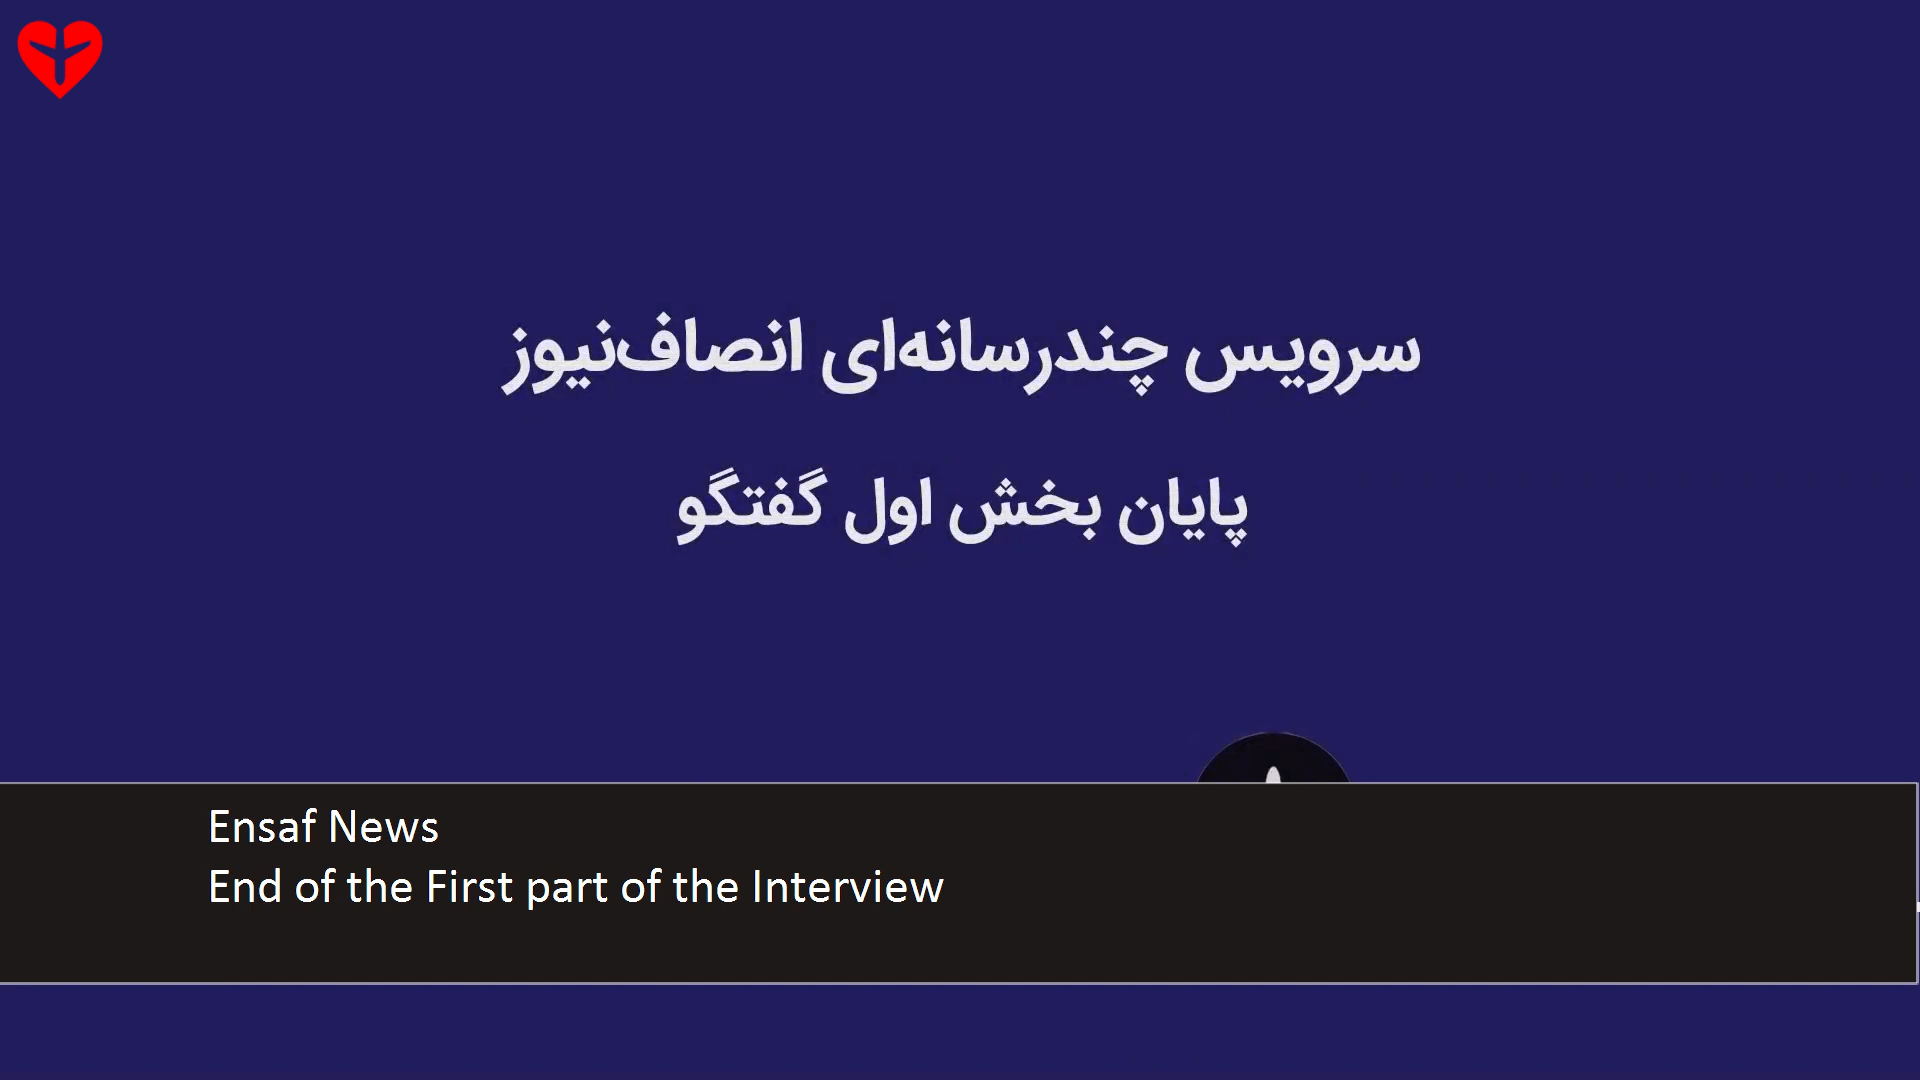 سرویس چندرسانه‌ای انصاف‌نیوز
پایان بخش اول گفتگو
Ensaf News
End of the First part of the Interview